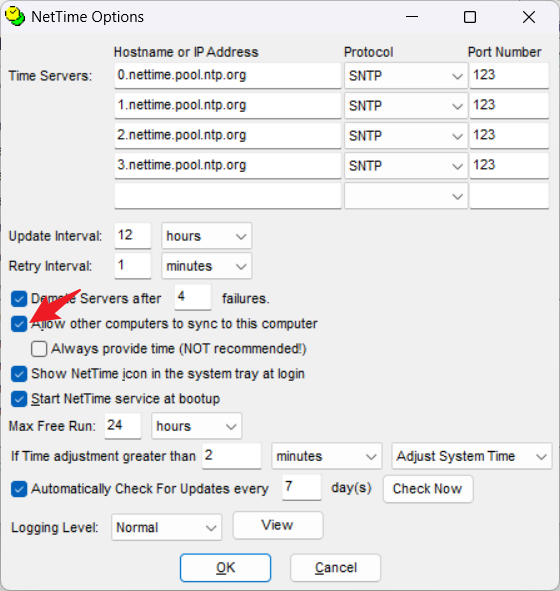 NetTime Options
Hostname or IP Address Protocol Port Number
Time Servers: 0.nettime.pool.ntp.org SNTP 123
1.nettime.pool.ntp.org SNTP 123
2.nettime.pool.ntp.org SNTP 123
3.nettime.pool.ntp.org SNTP 123
Update Interval: 12 hours
Retry Interval: 1 minutes
Demote Servers after 4 failures.
Allow other computers to sync to this computer
Always provide time (NOT recommended!)
Show NetTime icon in the system tray at login
Start NetTime service at bootup
Max Free Run: 24 hours
If Time adjustment greater than 2 minutes Adjust System Time
Automatically Check For Updates every 7 day(s) Check Now
Logging Level: Normal View
OK Cancel